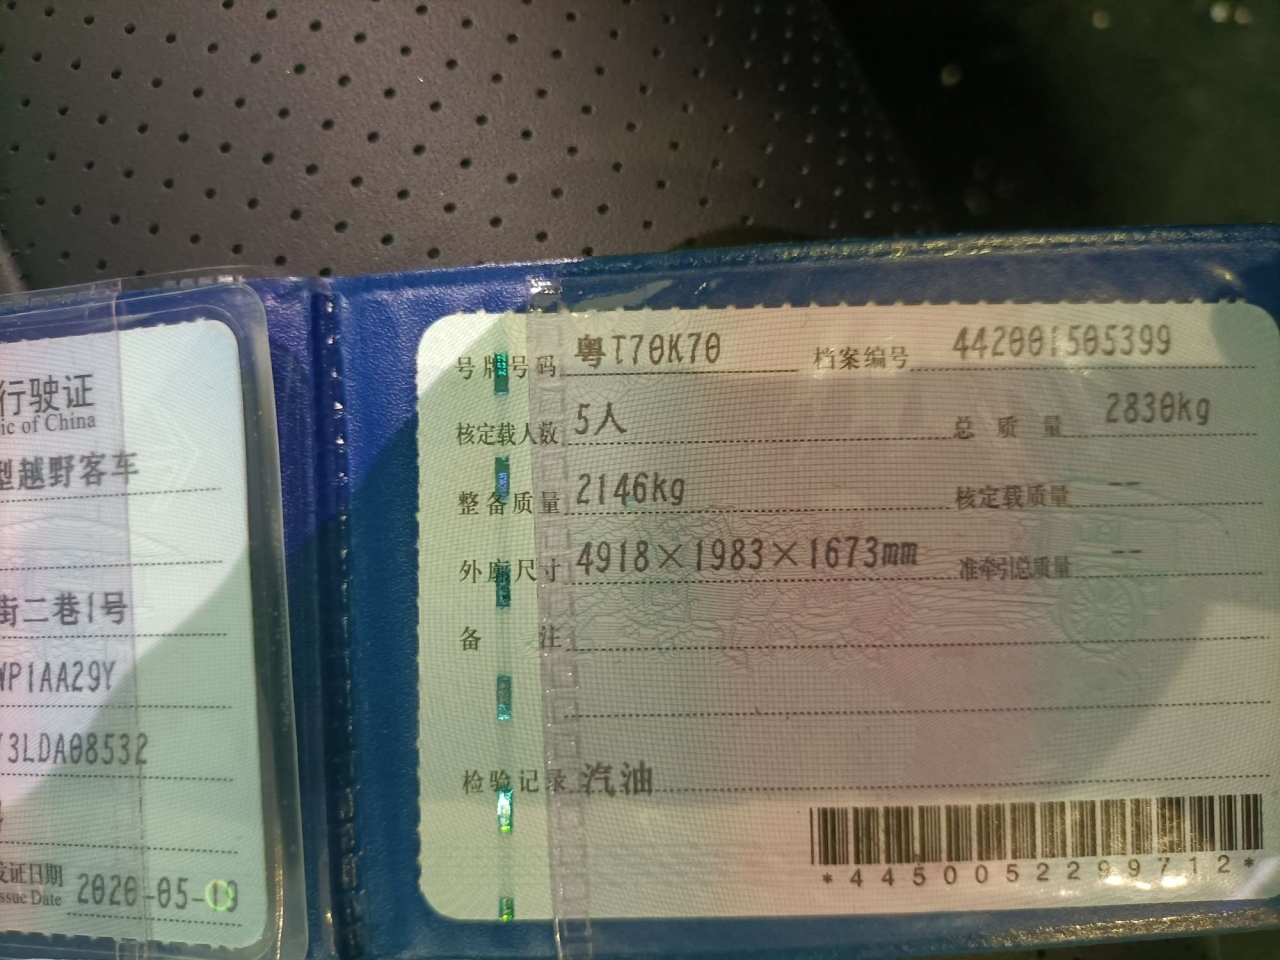 行驶证
ic of China
型越野客车
街二巷1号
WP1AA29Y
3LDA08532
发证日期
ssue Date 2020-05-19
号牌号码 粤T70K70 档案编号 442001505399
核定载人数 5人 总质量 2830kg
整备质量 2146kg 核定载质量 --
外廓尺寸 4918×1983×1673mm 准牵引总质量 --
备注
检验记录 汽油
*4450052299712*